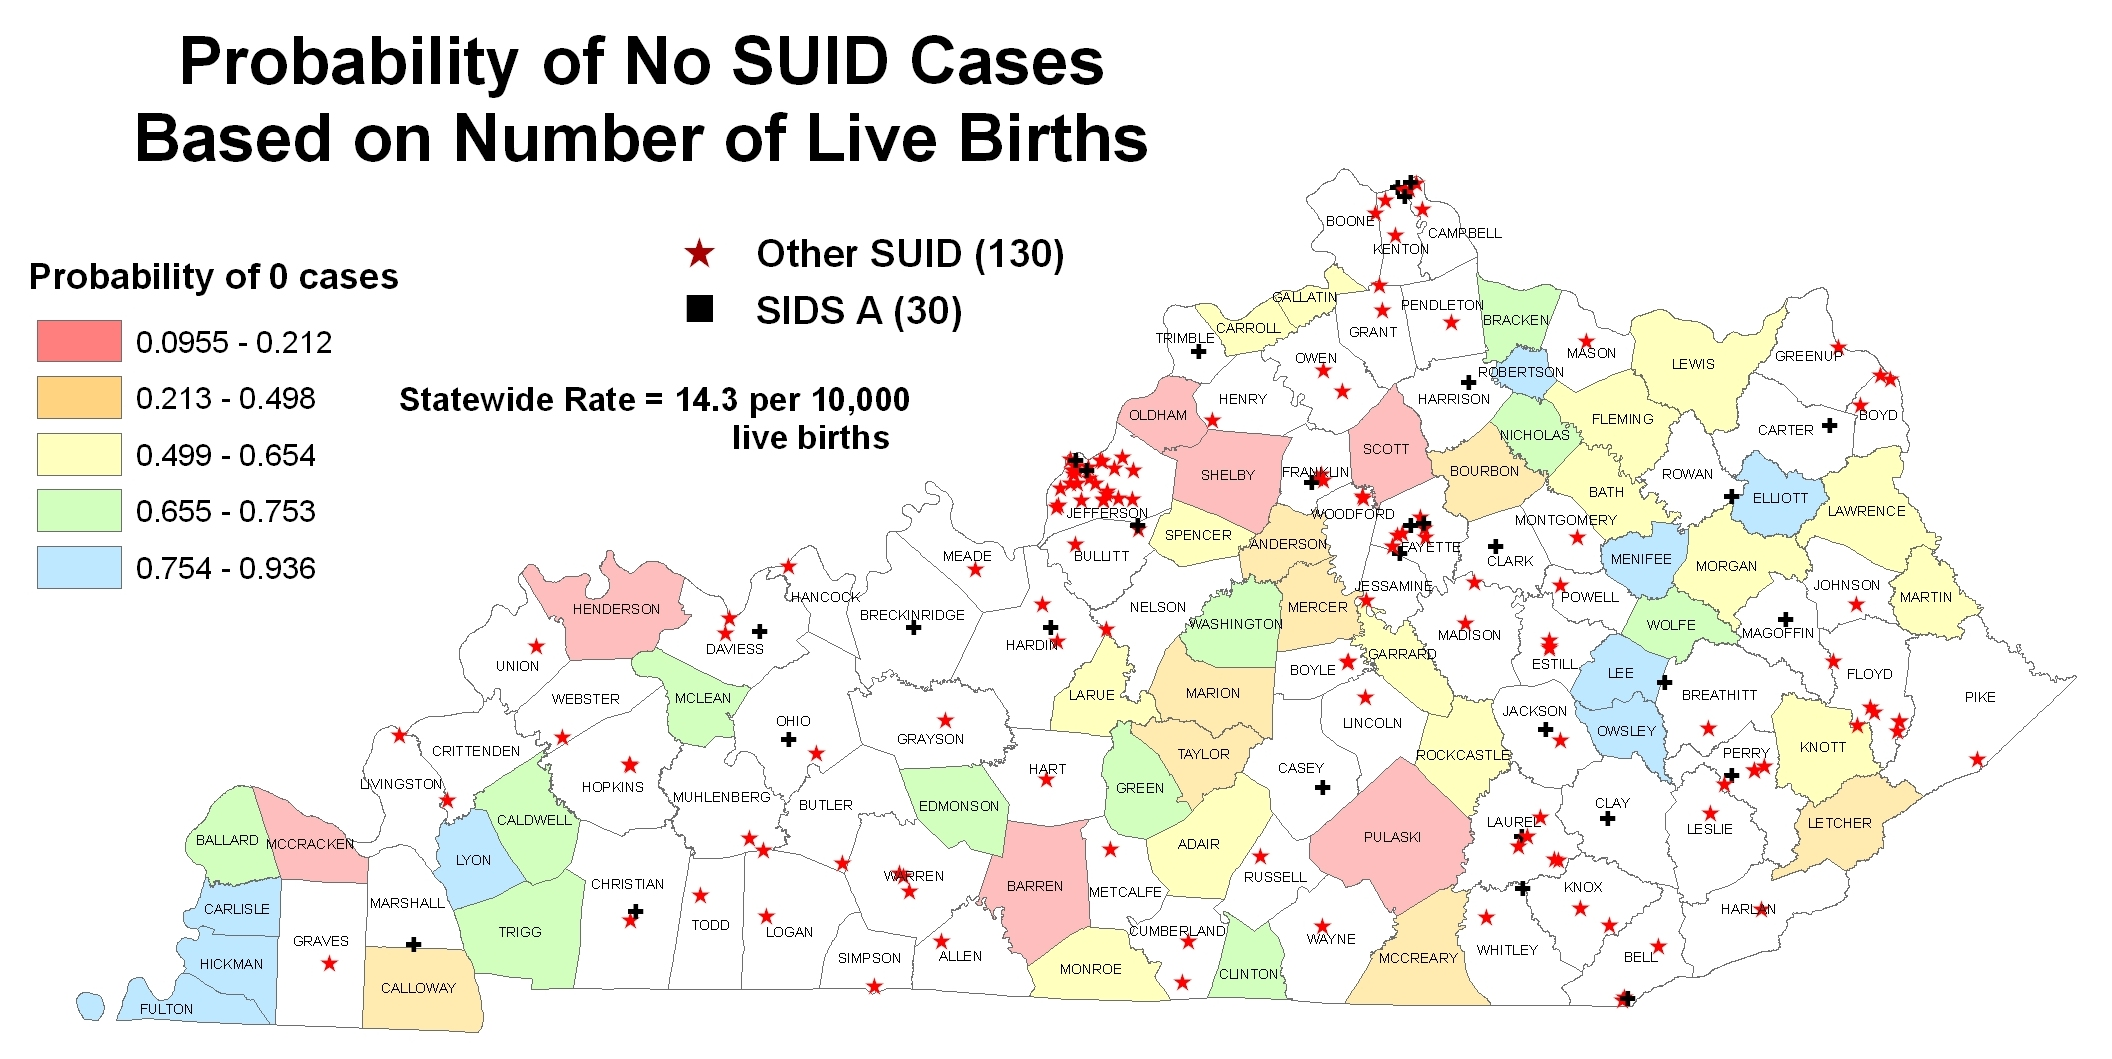 Probability of No SUID Cases
Based on Number of Live Births
Other SUID (130)
SIDS A (30)
Probability of 0 cases
0.0955 - 0.212
0.213 - 0.498
0.499 - 0.654
0.655 - 0.753
0.754 - 0.936
Statewide Rate = 14.3 per 10,000
live births
BOONE
CAMPBELL
KENTON
GALLATIN
PENDLETON
BRACKEN
CARROLL
GRANT
TRIMBLE
MASON
GREENUP
OWEN
LEWIS
ROBERTSON
HENRY
HARRISON
OLDHAM
BOYD
FLEMING
CARTER
NICHOLAS
SCOTT
SHELBY
FRANKLIN
BOURBON
ROWAN
BATH
ELLIOTT
JEFFERSON
WOODFORD
LAWRENCE
MONTGOMERY
SPENCER
ANDERSON
FAYETTE
MEADE
BULLITT
CLARK
MENIFEE
MORGAN
JESSAMINE
JOHNSON
HANCOCK
POWELL
MARTIN
HENDERSON
BRECKINRIDGE
NELSON
MERCER
WASHINGTON
WOLFE
MAGOFFIN
MADISON
HARDIN
DAVIESS
GARRARD
UNION
ESTILL
BOYLE
LEE
FLOYD
WEBSTER
MCLEAN
LARUE
MARION
BREATHITT
PIKE
JACKSON
OHIO
LINCOLN
OWSLEY
GRAYSON
CRITTENDEN
KNOTT
TAYLOR
ROCKCASTLE
PERRY
HART
CASEY
LIVINGSTON
HOPKINS
GREEN
MUHLENBERG
BUTLER
EDMONSON
CLAY
CALDWELL
LAUREL
LETCHER
LESLIE
BALLARD
MCCRACKEN
PULASKI
ADAIR
LYON
WARREN
RUSSELL
CHRISTIAN
BARREN
KNOX
METCALFE
MARSHALL
CARLISLE
HARLAN
TODD
CUMBERLAND
TRIGG
LOGAN
GRAVES
WAYNE
WHITLEY
ALLEN
SIMPSON
BELL
MCCREARY
HICKMAN
MONROE
CLINTON
CALLOWAY
FULTON